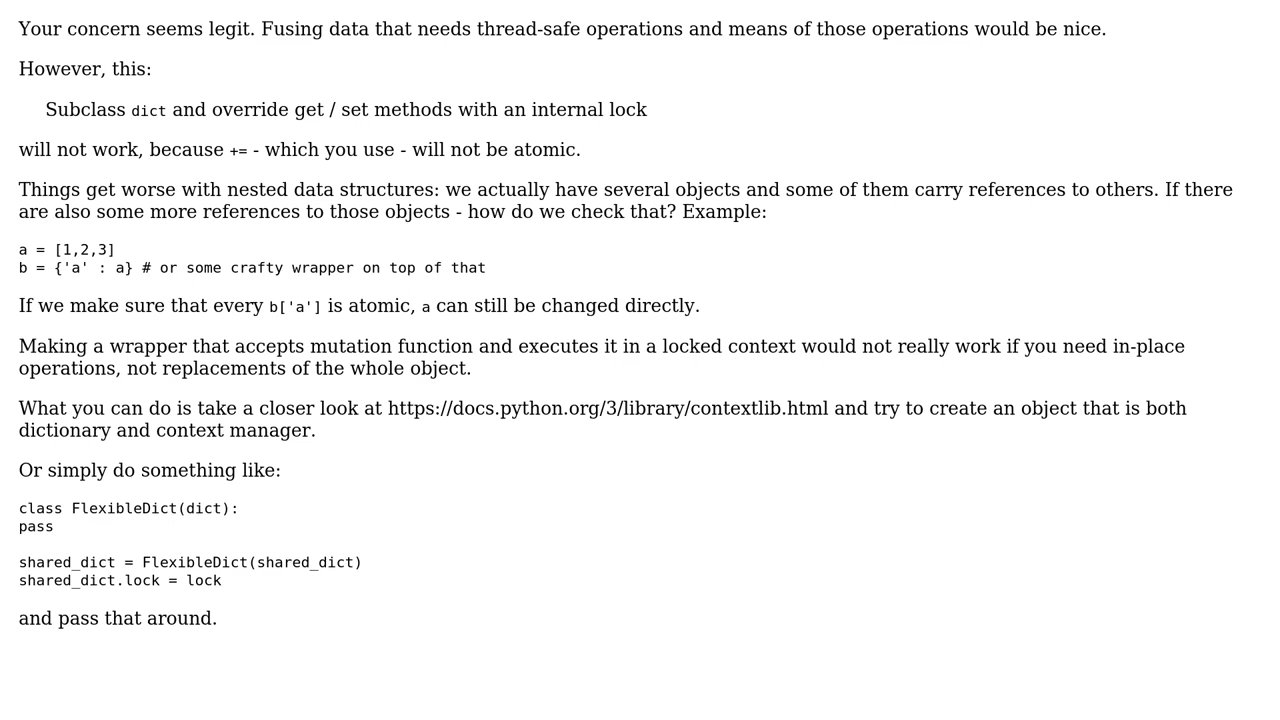 Your concern seems legit. Fusing data that needs thread-safe operations and means of those operations would be nice.
However, this:
Subclass dict and override get / set methods with an internal lock
will not work, because += - which you use - will not be atomic.
Things get worse with nested data structures: we actually have several objects and some of them carry references to others. If there
are also some more references to those objects - how do we check that? Example:
a = [1,2,3]
b = {'a' : a} # or some crafty wrapper on top of that
If we make sure that every b['a'] is atomic, a can still be changed directly.
Making a wrapper that accepts mutation function and executes it in a locked context would not really work if you need in-place
operations, not replacements of the whole object.
What you can do is take a closer look at https://docs.python.org/3/library/contextlib.html and try to create an object that is both
dictionary and context manager.
Or simply do something like:
class FlexibleDict(dict):
pass
shared_dict = FlexibleDict(shared_dict)
shared_dict.lock = lock
and pass that around.